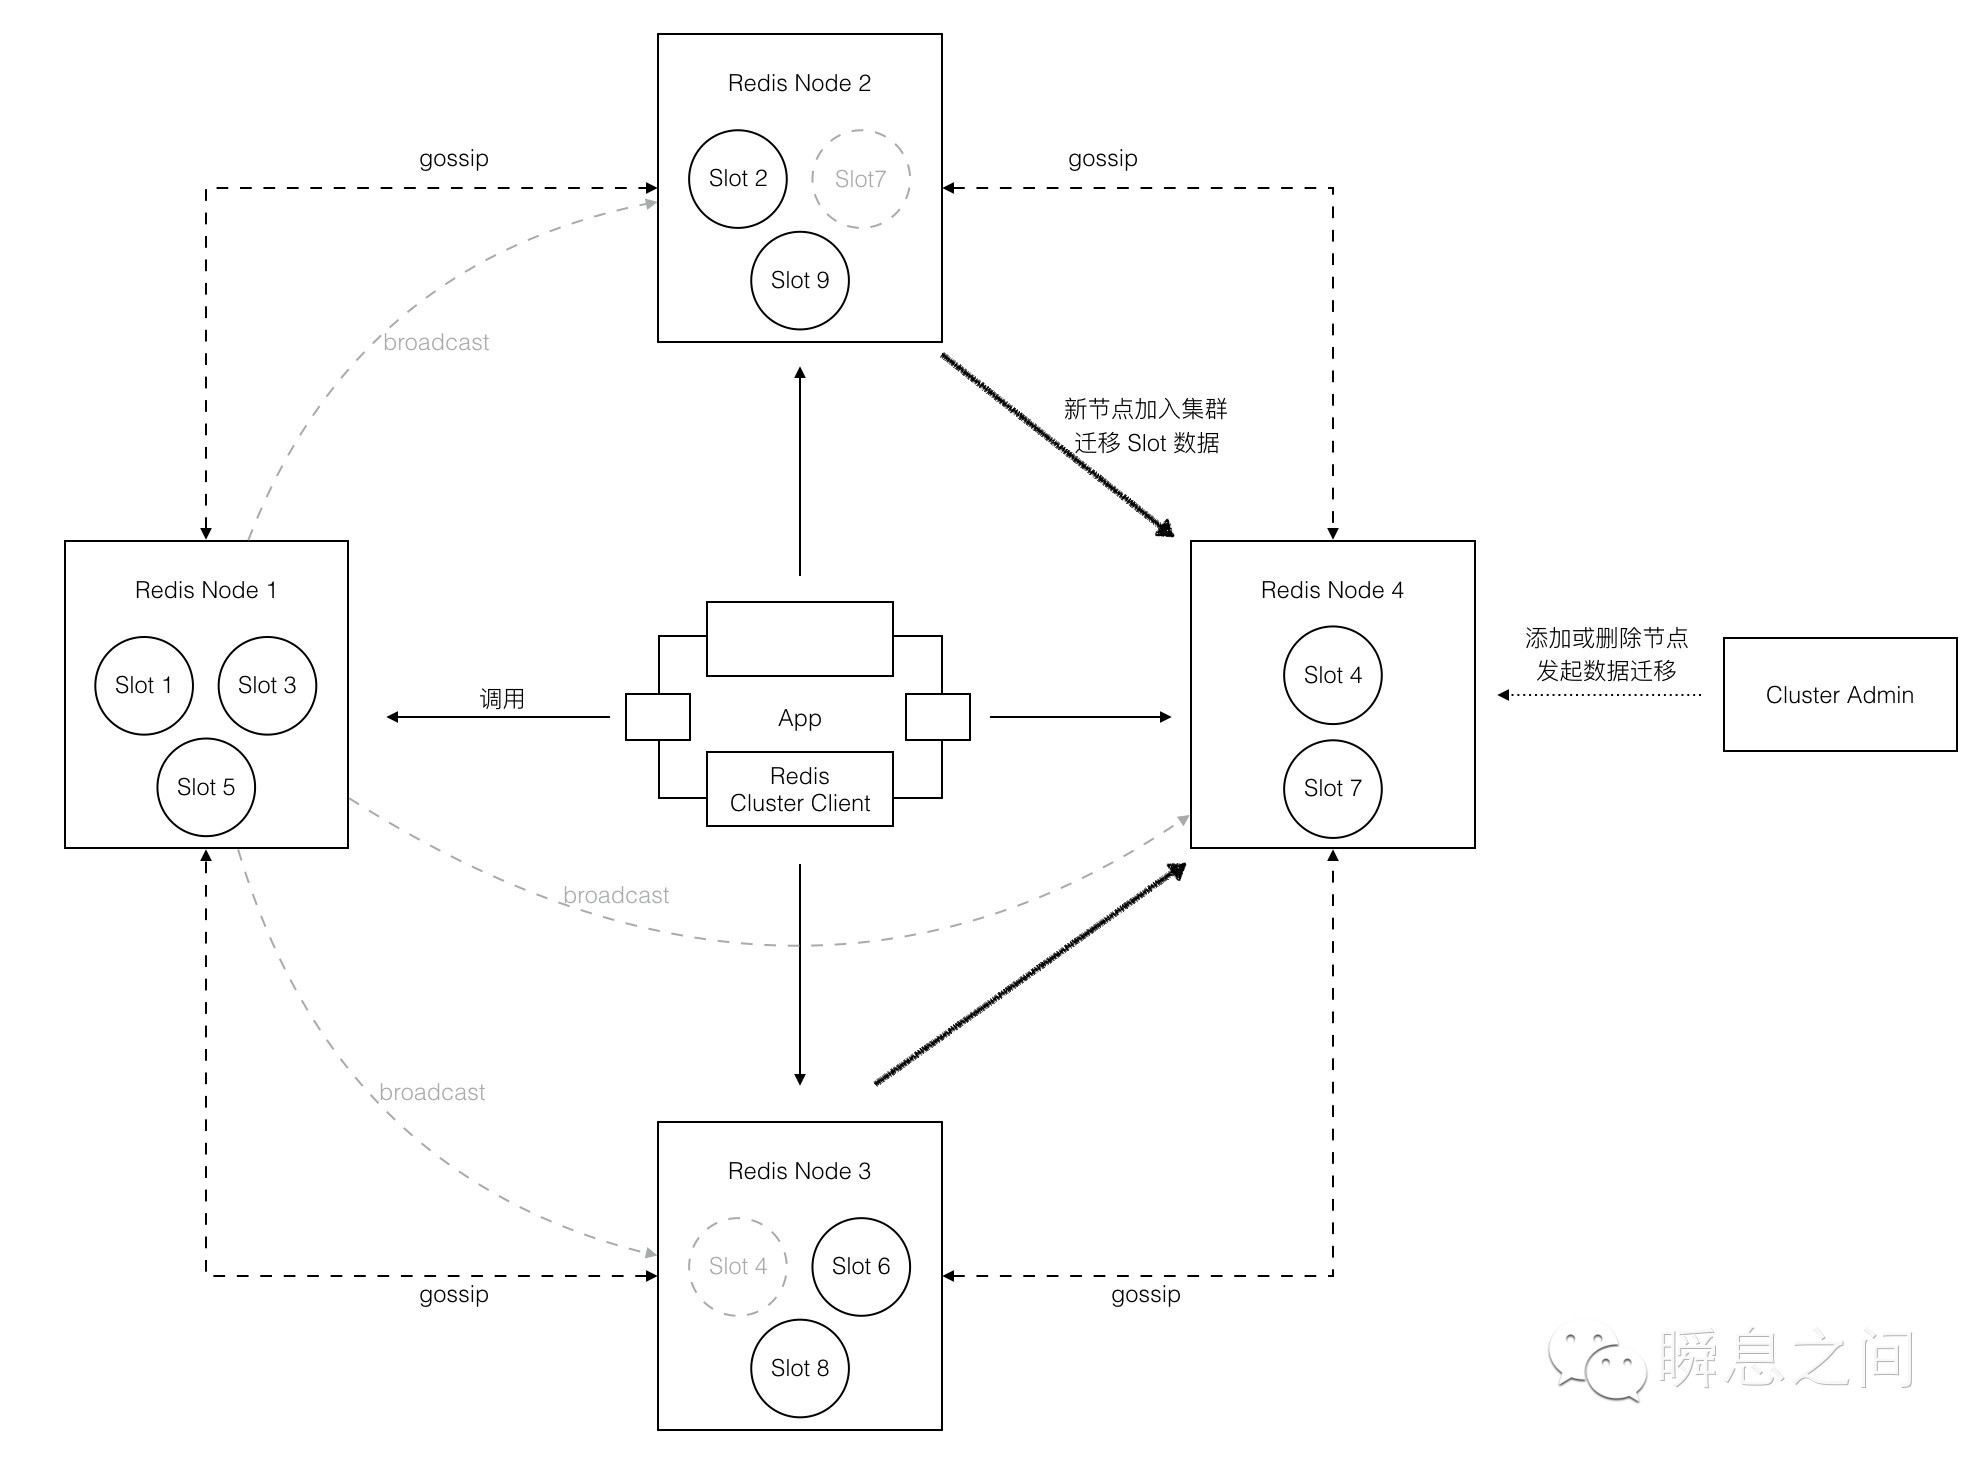 Redis Node 2
Slot 2
Slot7
Slot 9
gossip
gossip
broadcast
新节点加入集群
迁移 Slot 数据
Redis Node 1
Slot 1
Slot 3
Slot 5
调用
App
Redis
Cluster Client
Redis Node 4
Slot 4
Slot 7
添加或删除节点
发起数据迁移
Cluster Admin
broadcast
broadcast
Redis Node 3
Slot 4
Slot 6
Slot 8
gossip
gossip
瞬息之间